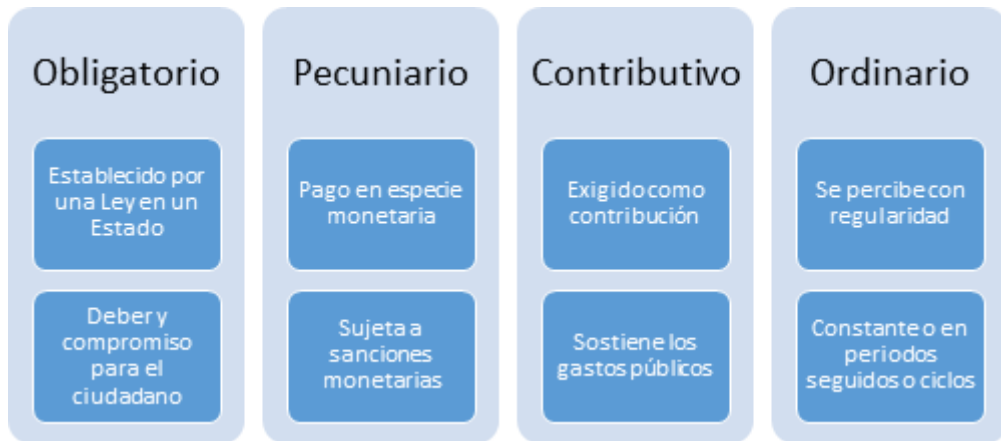 Obligatorio
Establecido por
una Ley en un
Estado
Deber y
compromiso
para el
ciudadano
Pecuniario
Pago en especie
monetaria
Sujeta a
sanciones
monetarias
Contributivo
Exigido como
contribución
Sostiene los
gastos públicos
Ordinario
Se percibe con
regularidad
Constante o en
periodos
seguidos o ciclos